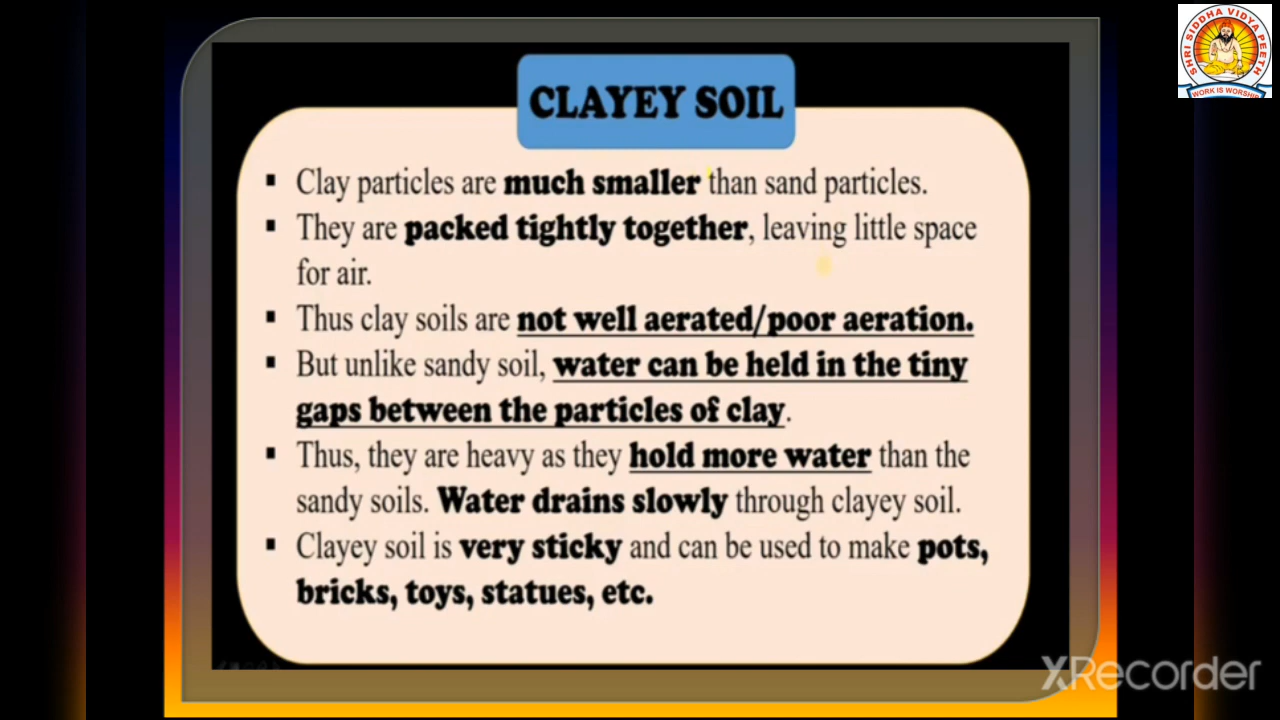 CLAYEY SOIL
▪ Clay particles are much smaller than sand particles.
▪ They are packed tightly together, leaving little space
for air.
▪ Thus clay soils are not well aerated/poor aeration.
▪ But unlike sandy soil, water can be held in the tiny
gaps between the particles of clay.
▪ Thus, they are heavy as they hold more water than the
sandy soils. Water drains slowly through clayey soil.
▪ Clayey soil is very sticky and can be used to make pots,
bricks, toys, statues, etc.
SHRI SIDDHA VIDYA PEETH
WORK IS WORSHIP
XRecorder